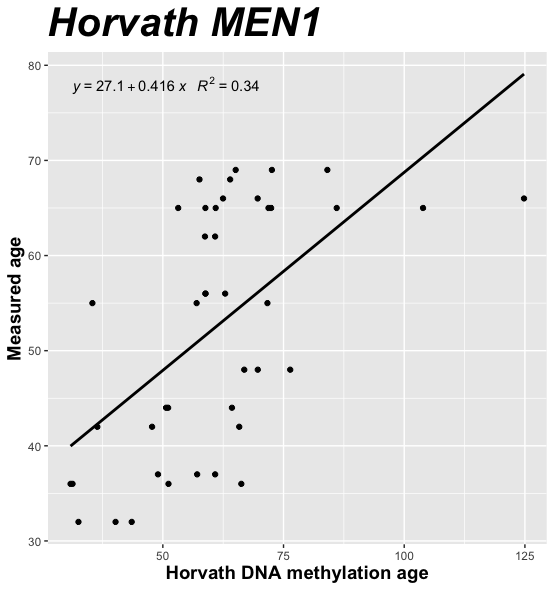 Horvath MEN1
y = 27.1 + 0.416 x R² = 0.34
80
70
60
50
40
30
Measured age
50 75 100 125
Horvath DNA methylation age